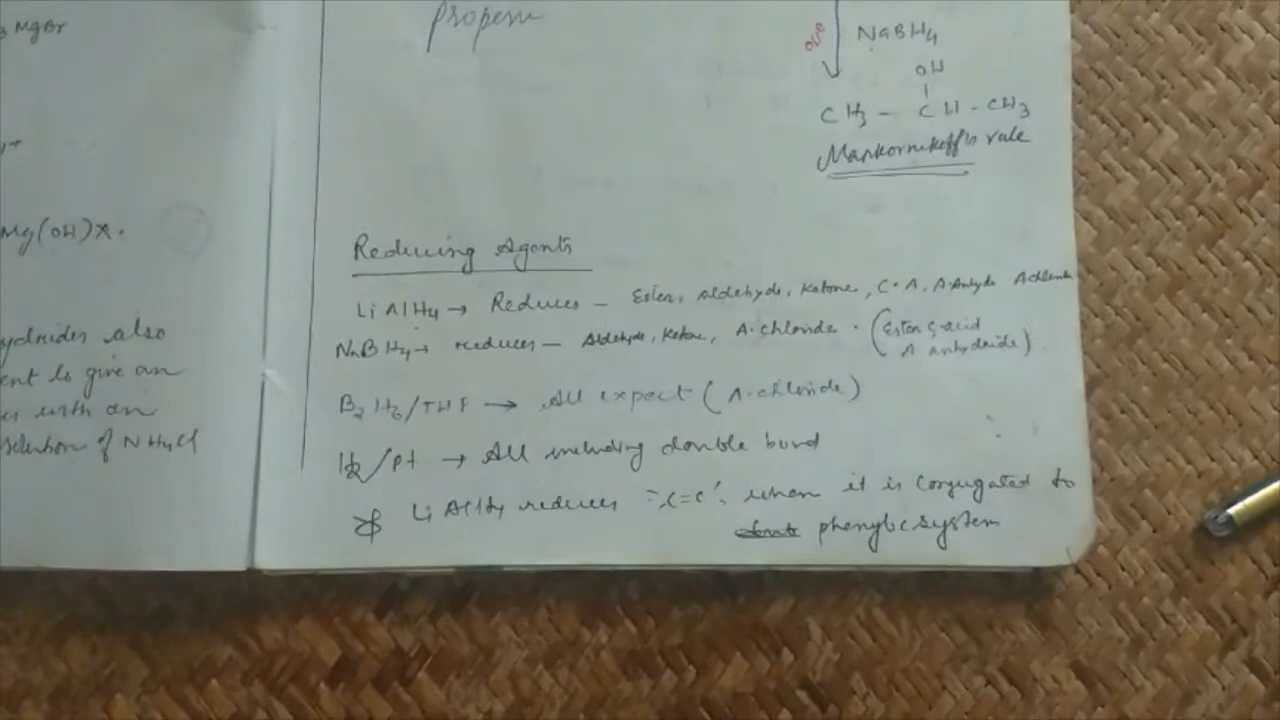 MgBr
Mg(OH)X.
ydrides also
ent to give an
es with an
solution of NH4Cl
propene
NaBH4
OH
CH3 - CH - CH3
Markornikoff's rule
Reducing Agents
LiAlH4 → Reduces - Ester, aldehyde, Ketone, C.A, A.Anhyde
NaBH4 → reduces - Aldehyde, Ketone, A.chloride. (Ester, acid
A anhydride)
B2H6/THF → All expect (A-chloride)
H2/pt → All including double bond
LiAlH4 reduces C=C when it is conjugated to
phenylic system